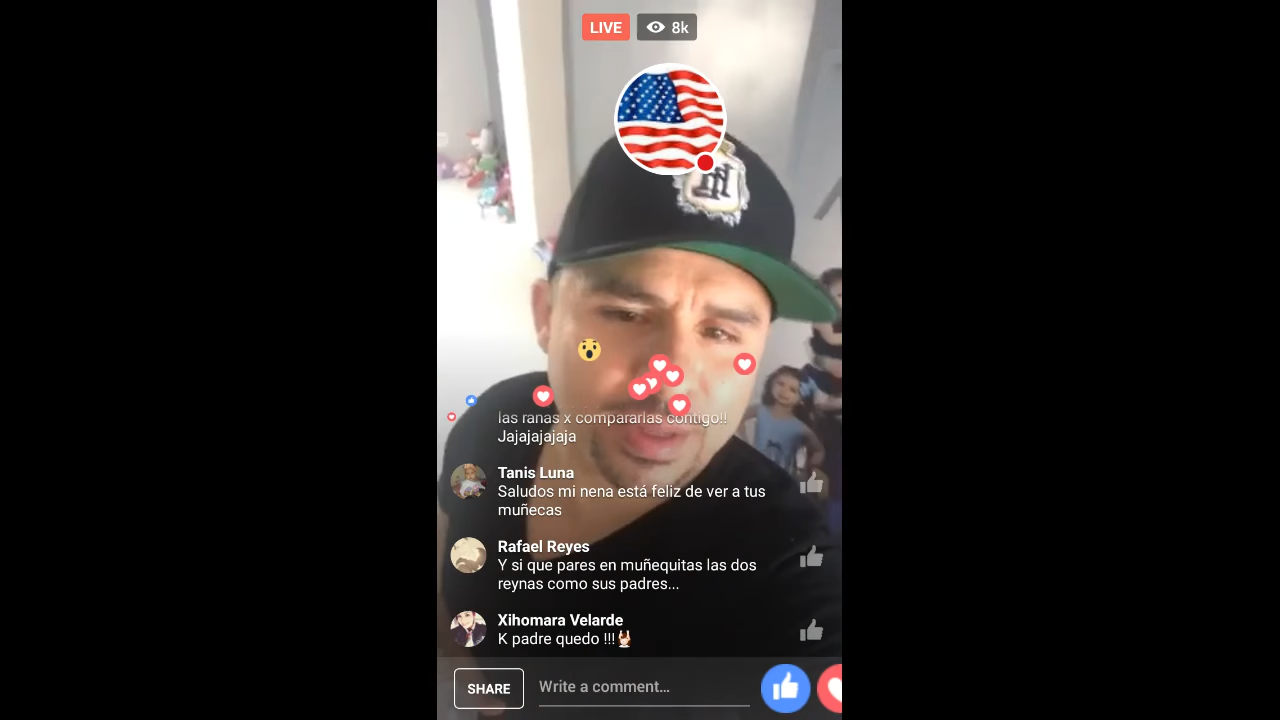 LIVE 8k
las ranas x compararlas contigo!!
Jajajajajaja
Tanis Luna
Saludos mi nena está feliz de ver a tus
muñecas
Rafael Reyes
Y si que pares en muñequitas las dos
reynas como sus padres...
Xihomara Velarde
K padre quedo !!!
SHARE
Write a comment...